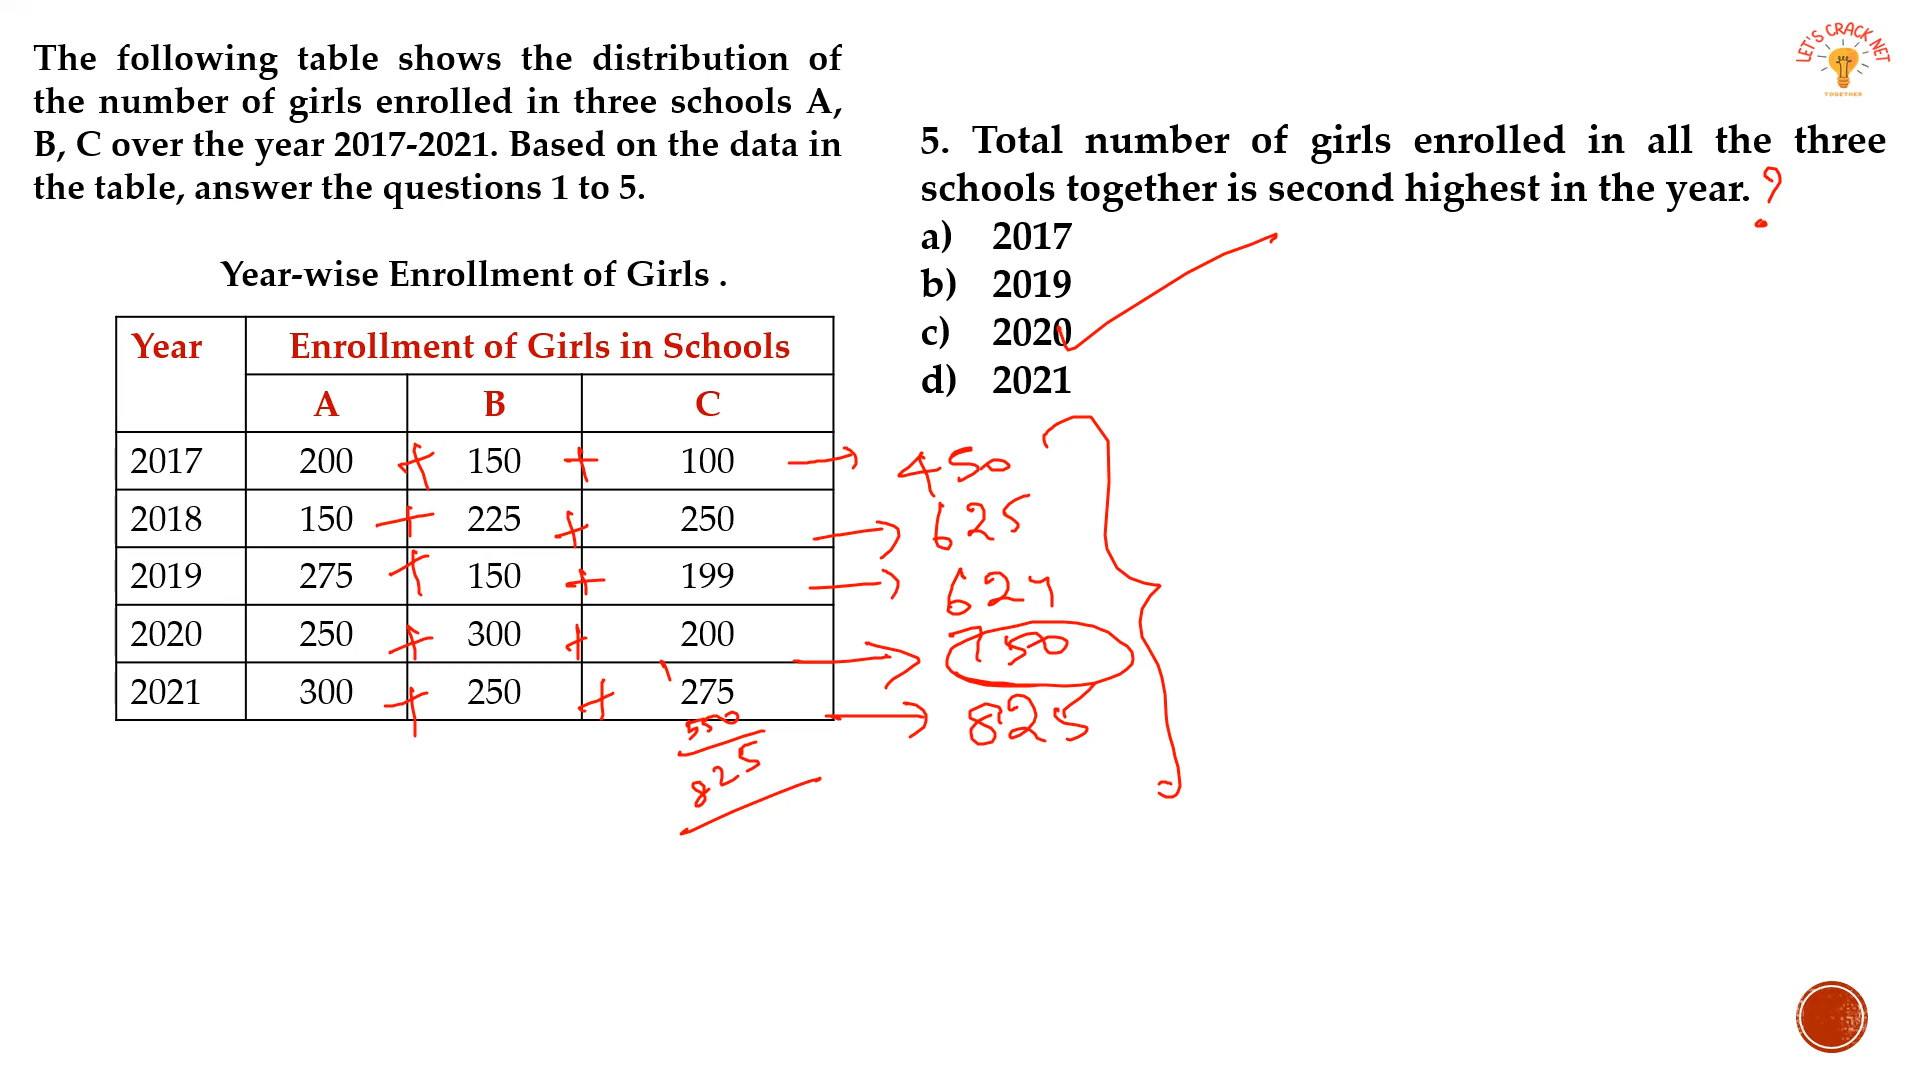 The following table shows the distribution of
the number of girls enrolled in three schools A,
B, C over the year 2017-2021. Based on the data in
the table, answer the questions 1 to 5.
Year-wise Enrollment of Girls .
Year Enrollment of Girls in Schools
A B C
2017 200 + 150 + 100 → 450
2018 150 + 225 + 250 → 625
2019 275 + 150 + 199 → 624
2020 250 + 300 + 200 → 750
2021 300 + 250 + 275 → 825
550
825
LET'S CRACK NET
TOGETHER
5. Total number of girls enrolled in all the three
schools together is second highest in the year. ?
a) 2017
b) 2019
c) 2020
d) 2021